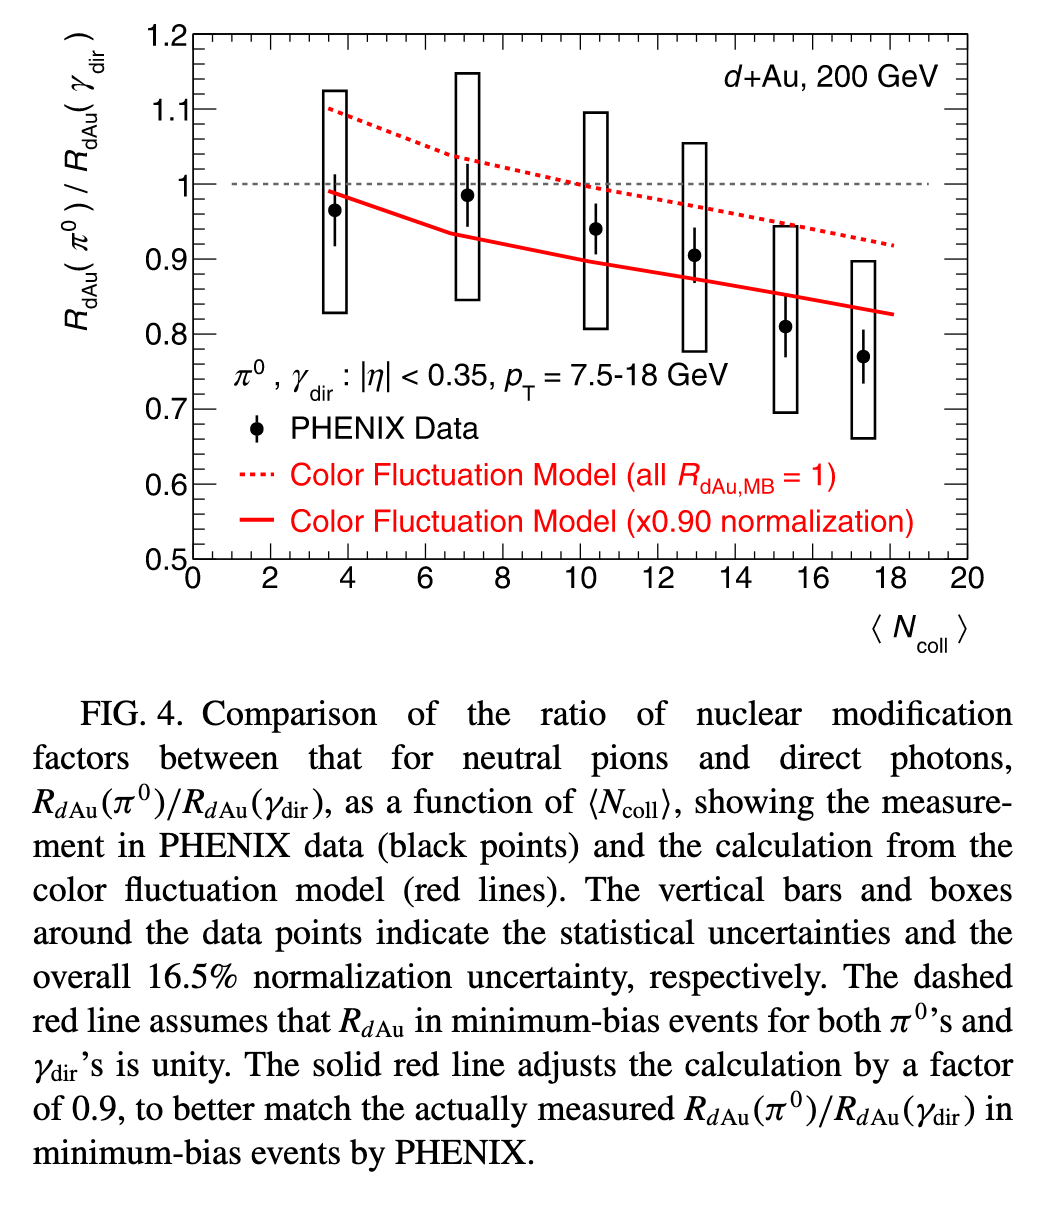 1.2
1.1
1
0.9
0.8
0.7
0.6
0.5
R_dAu( π⁰ ) / R_dAu( γ_dir )
d+Au, 200 GeV
π⁰ , γ_dir : |η| < 0.35, p_T = 7.5-18 GeV
PHENIX Data
Color Fluctuation Model (all R_dAu,MB = 1)
Color Fluctuation Model (x0.90 normalization)
0 2 4 6 8 10 12 14 16 18 20
⟨ N_coll ⟩
FIG. 4. Comparison of the ratio of nuclear modification
factors between that for neutral pions and direct photons,
R_dAu(π⁰)/R_dAu(γ_dir), as a function of ⟨N_coll⟩, showing the measure-
ment in PHENIX data (black points) and the calculation from the
color fluctuation model (red lines). The vertical bars and boxes
around the data points indicate the statistical uncertainties and the
overall 16.5% normalization uncertainty, respectively. The dashed
red line assumes that R_dAu in minimum-bias events for both π⁰’s and
γ_dir’s is unity. The solid red line adjusts the calculation by a factor
of 0.9, to better match the actually measured R_dAu(π⁰)/R_dAu(γ_dir) in
minimum-bias events by PHENIX.